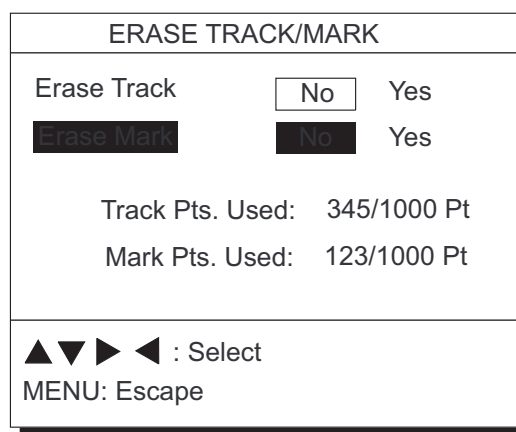 ERASE TRACK/MARK
Erase Track No Yes
Erase Mark No Yes
Track Pts. Used: 345/1000 Pt
Mark Pts. Used: 123/1000 Pt
▲▼▶◀ : Select
MENU: Escape